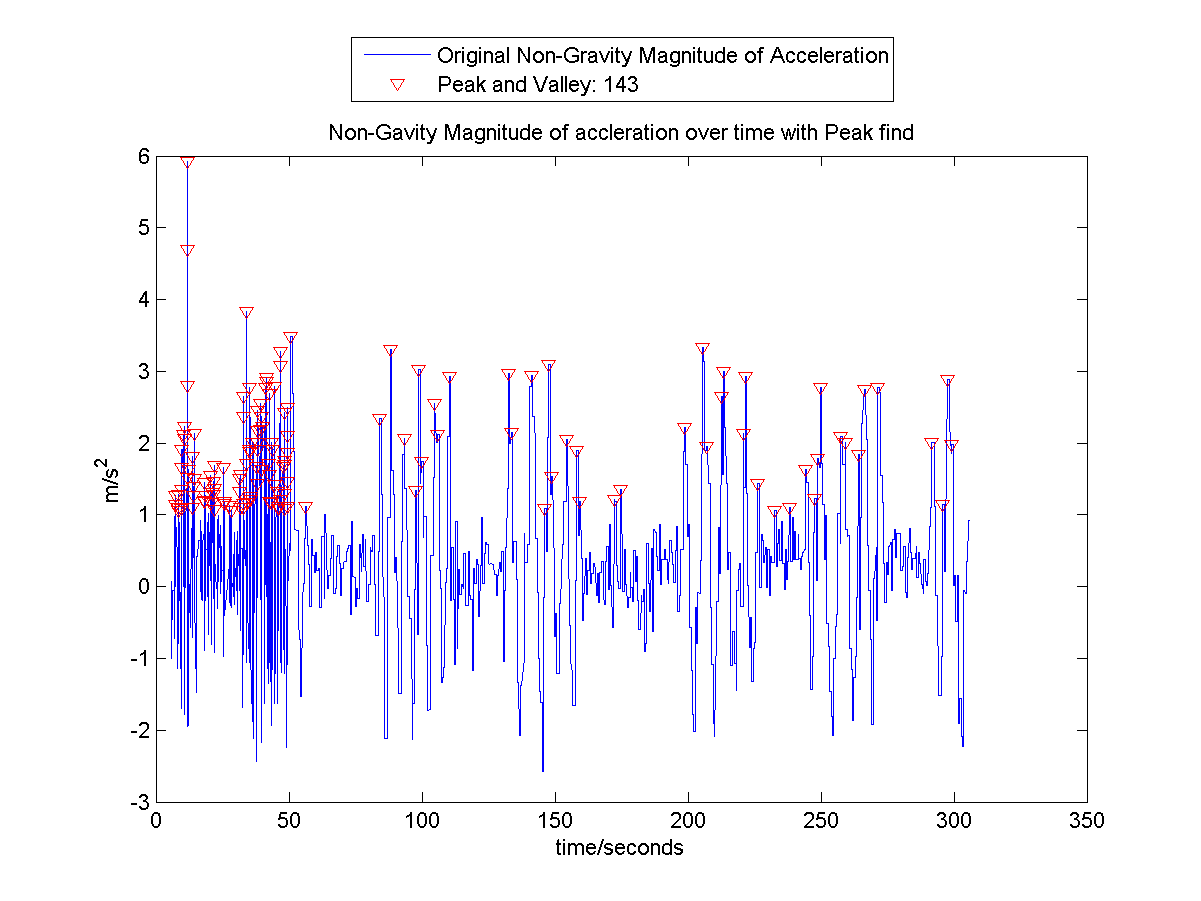 Original Non-Gravity Magnitude of Acceleration
Peak and Valley: 143
Non-Gavity Magnitude of accleration over time with Peak find
6
5
4
3
2
1
0
-1
-2
-3
m/s²
0 50 100 150 200 250 300 350
time/seconds